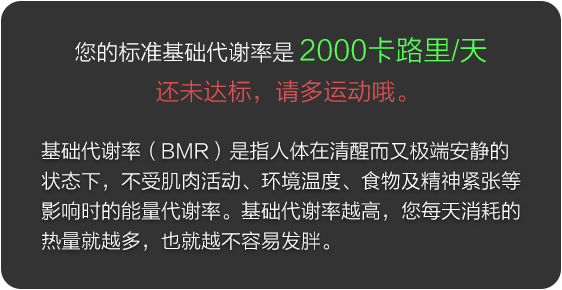 您的标准基础代谢率是 2000卡路里/天
还未达标，请多运动哦。
基础代谢率（BMR）是指人体在清醒而又极端安静的
状态下，不受肌肉活动、环境温度、食物及精神紧张等
影响时的能量代谢率。基础代谢率越高，您每天消耗的
热量就越多，也就越不容易发胖。